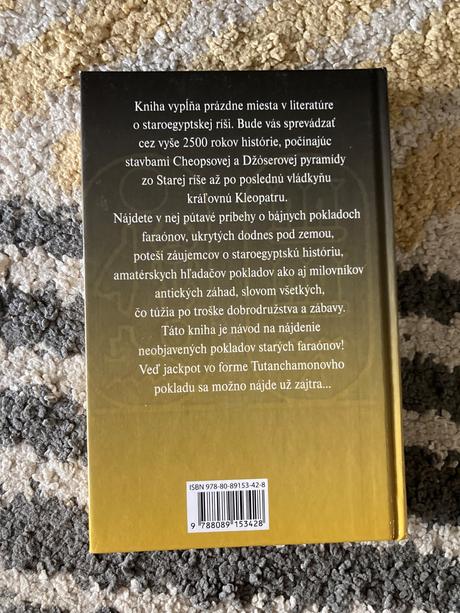 Kniha vypĺňa prázdne miesta v literatúre
o staroegyptskej ríši. Bude vás sprevádzať
cez vyše 2500 rokov histórie, počínajúc
stavbami Cheopsovej a Džóserovej pyramídy
zo Starej ríše až po poslednú vládkyňu
kráľovnú Kleopatru.
Nájdete v nej pútavé príbehy o bájnych pokladoch
faraónov, ukrytých dodnes pod zemou,
poteší záujemcov o staroegyptskú históriu,
amatérskych hľadačov pokladov ako aj milovníkov
antických záhad, slovom všetkých,
čo túžia po troške dobrodružstva a zábavy.
Táto kniha je návod na nájdenie
neobjavených pokladov starých faraónov!
Veď jackpot vo forme Tutanchamonovho
pokladu sa možno nájde už zajtra...
ISBN 978-80-89153-42-8
9 788089 153428